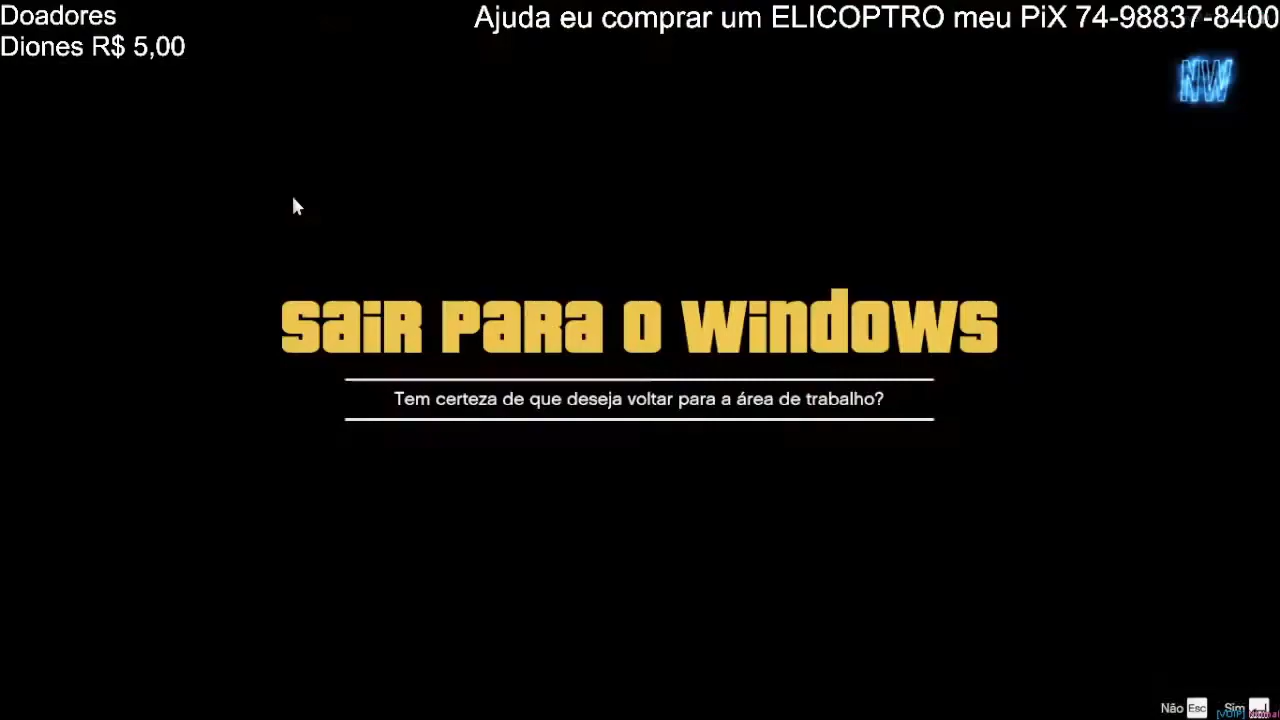 Doadores
Diones R$ 5,00
Ajuda eu comprar um ELICOPTRO meu PiX 74-98837-8400
NW
SAIR PARA O WINDOWS
Tem certeza de que deseja voltar para a área de trabalho?
Não Esc Sim
[VOIP]